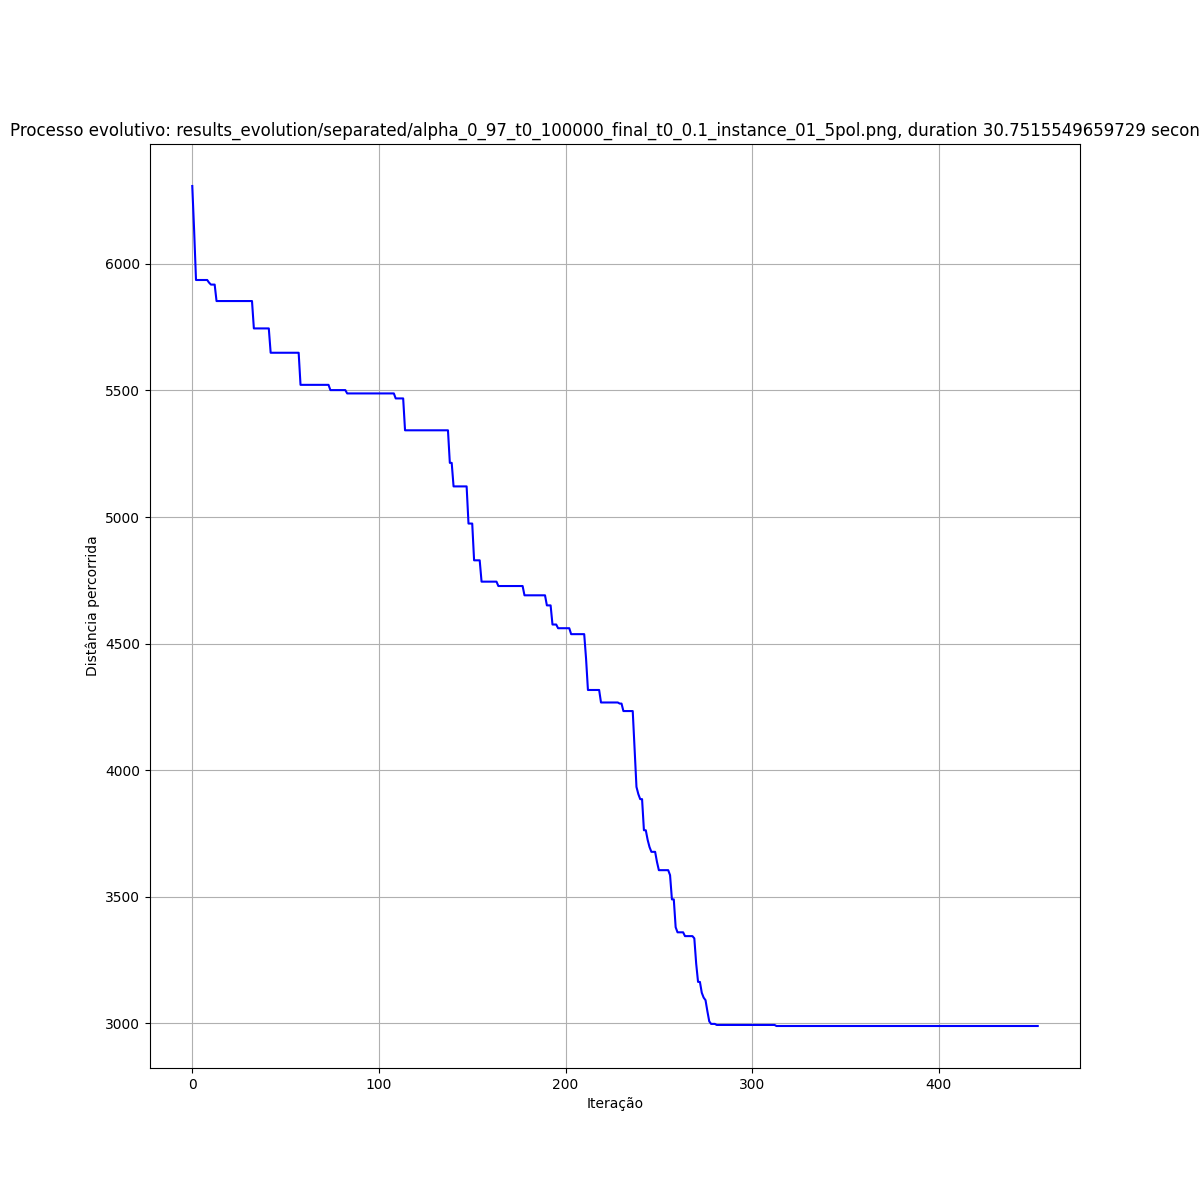 Processo evolutivo: results_evolution/separated/alpha_0_97_t0_100000_final_t0_0.1_instance_01_5pol.png, duration 30.7515549659729 secon
6000
5500
5000
4500
4000
3500
3000
Distância percorrida
0 100 200 300 400
Iteração